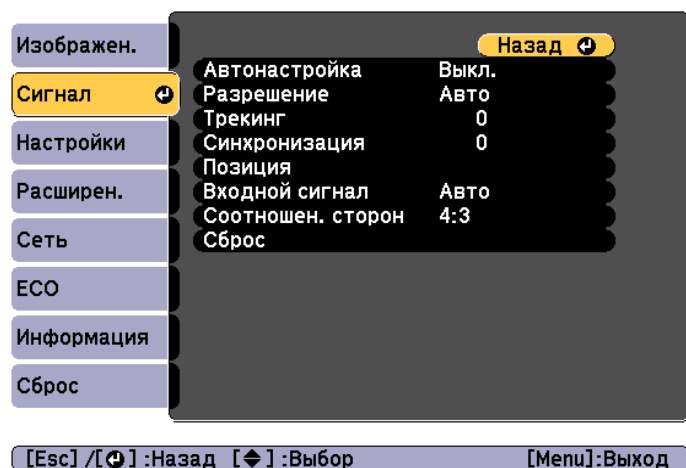 Изображен.
Сигнал
Настройки
Расширен.
Сеть
ECO
Информация
Сброс
Назад
Автонастройка Выкл.
Разрешение Авто
Трекинг 0
Синхронизация 0
Позиция
Входной сигнал Авто
Соотношен. сторон 4:3
Сброс
[Esc] /[⏎] :Назад [◆] :Выбор [Menu]:Выход